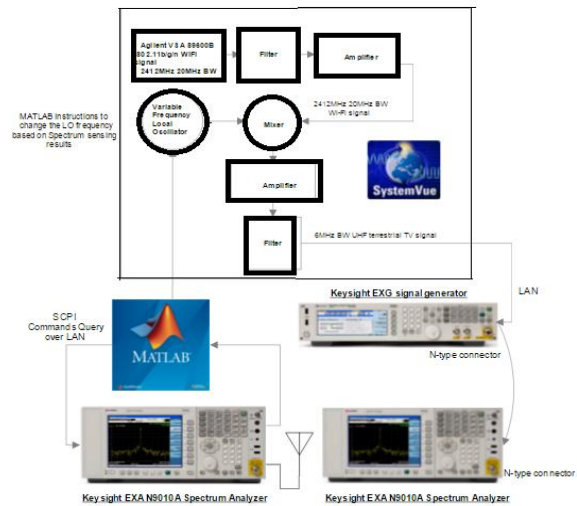 Agilent VSA 89600B
802.11b/g/n WIFI
signal
2412MHz 20MHz BW
Filter
Amplifier
2412MHz 20MHz BW
Wi-Fi signal
Variable
Frequency
Local
Oscillator
Mixer
MATLAB instructions to
change the LO frequency
based on Spectrum sensing
results
SystemVue
Amplifier
Filter
6MHz BW UHF terrestrial TV signal
LAN
Keysight EXG signal generator
SCPI
Commands Query
over LAN
MATLAB
N-type connector
N-type connector
Keysight EXA N9010A Spectrum Analyzer
Keysight EXA N9010A Spectrum Analyzer